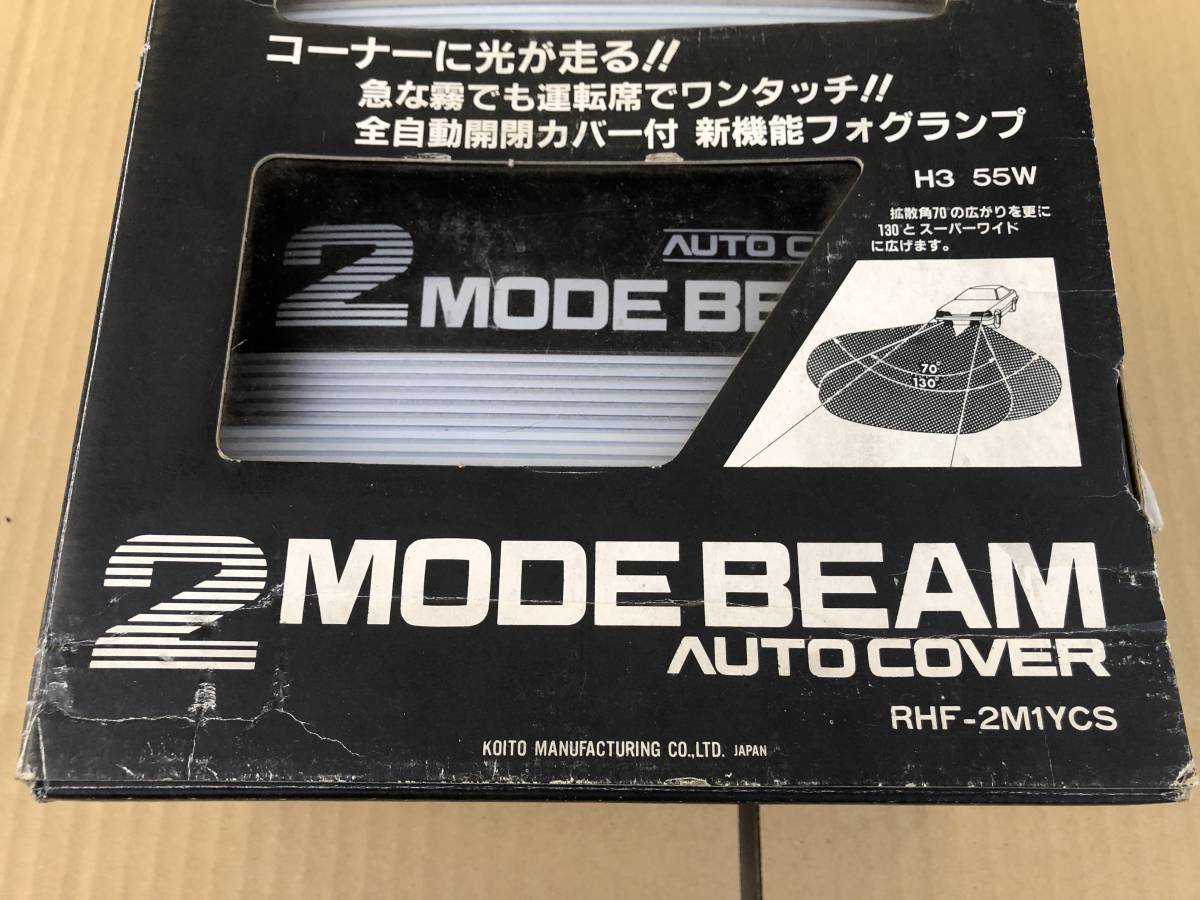 コーナーに光が走る!!
急な霧でも運転席でワンタッチ!!
全自動開閉カバー付 新機能フォグランプ
H3 55W
拡散角70°の広がりを更に
130°とスーパーワイド
に広げます。
AUTO C
2 MODE BE
70°
130°
2 MODE BEAM
AUTO COVER
RHF-2M1YCS
KOITO MANUFACTURING CO.,LTD. JAPAN